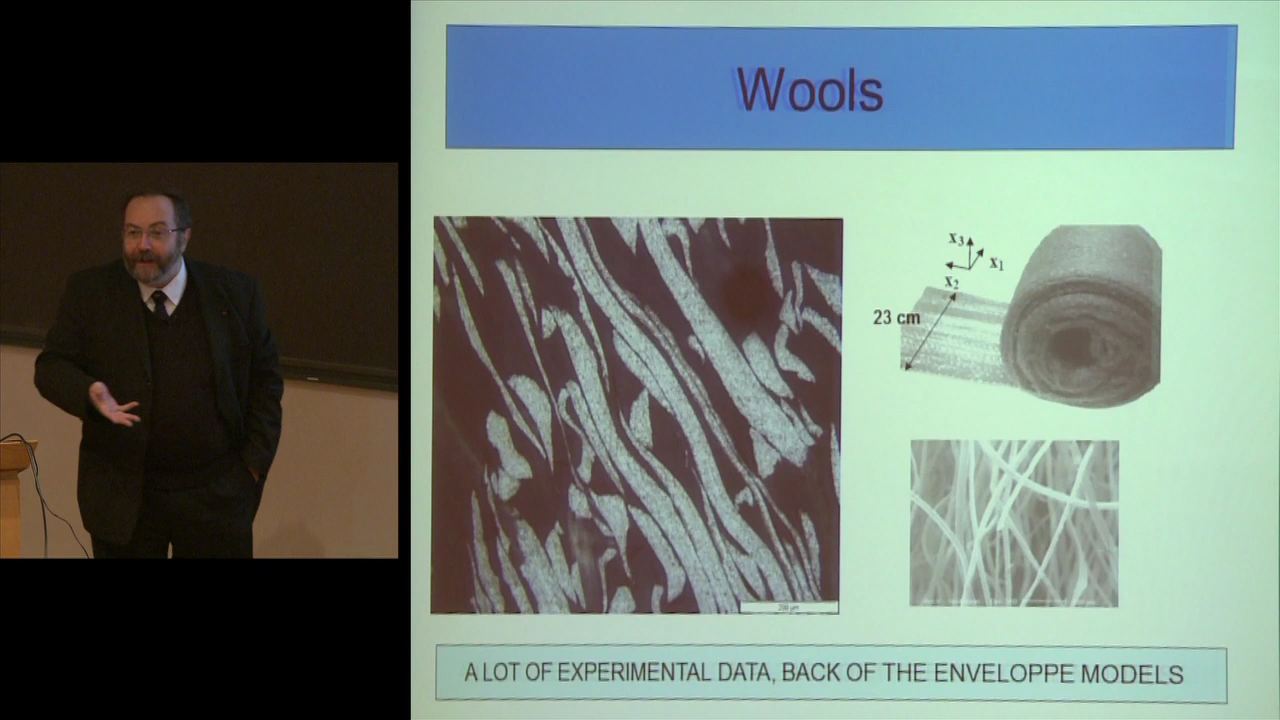 Wools
x3
x1
x2
23 cm
A LOT OF EXPERIMENTAL DATA, BACK OF THE ENVELOPPE MODELS